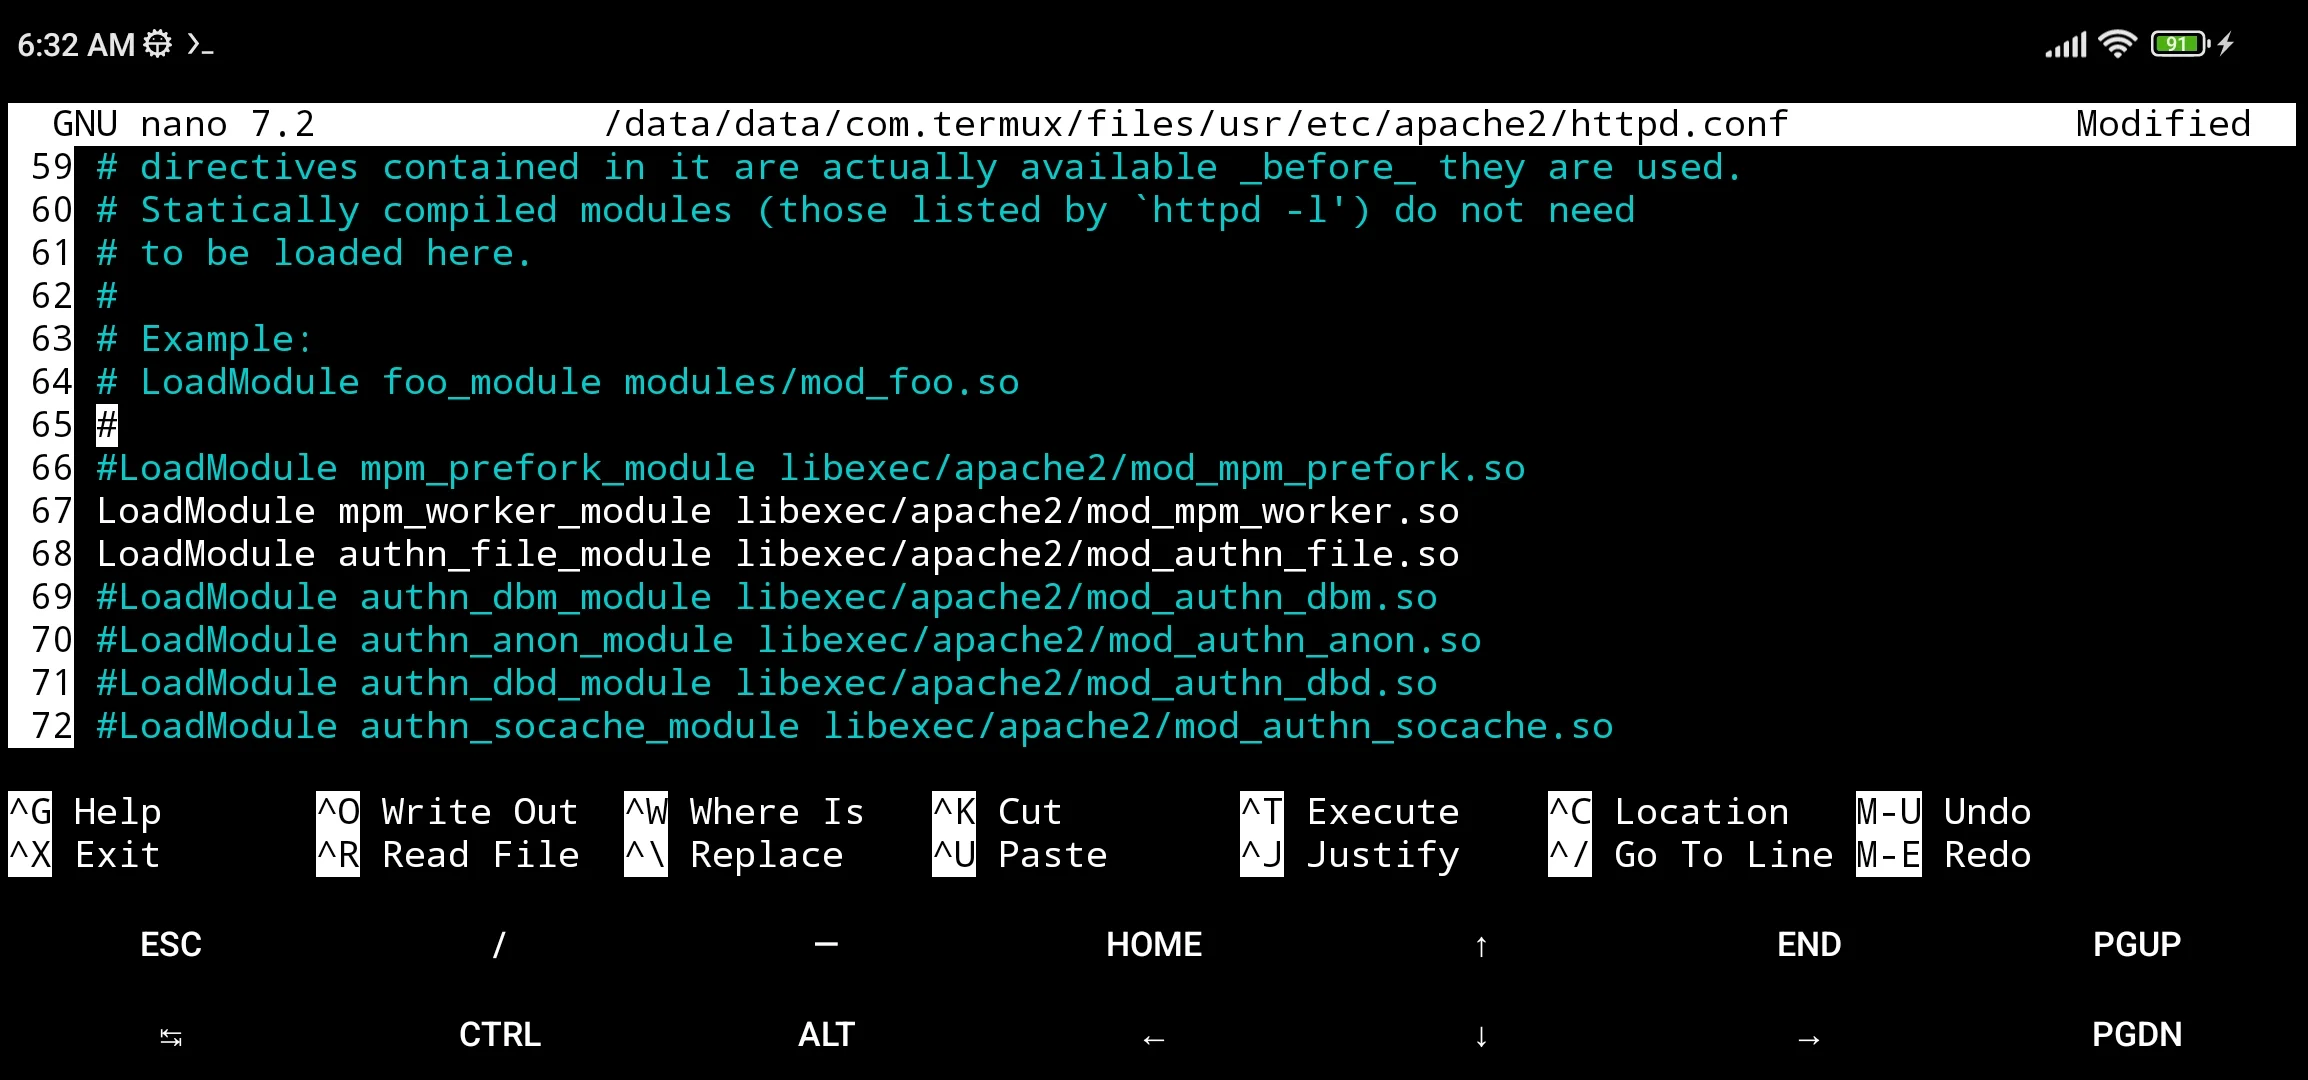 6:32 AM >_ 91
GNU nano 7.2 /data/data/com.termux/files/usr/etc/apache2/httpd.conf Modified
59 # directives contained in it are actually available _before_ they are used.
60 # Statically compiled modules (those listed by `httpd -l') do not need
61 # to be loaded here.
62 #
63 # Example:
64 # LoadModule foo_module modules/mod_foo.so
65 #
66 #LoadModule mpm_prefork_module libexec/apache2/mod_mpm_prefork.so
67 LoadModule mpm_worker_module libexec/apache2/mod_mpm_worker.so
68 LoadModule authn_file_module libexec/apache2/mod_authn_file.so
69 #LoadModule authn_dbm_module libexec/apache2/mod_authn_dbm.so
70 #LoadModule authn_anon_module libexec/apache2/mod_authn_anon.so
71 #LoadModule authn_dbd_module libexec/apache2/mod_authn_dbd.so
72 #LoadModule authn_socache_module libexec/apache2/mod_authn_socache.so
^G Help ^O Write Out ^W Where Is ^K Cut ^T Execute ^C Location M-U Undo
^X Exit ^R Read File ^\ Replace ^U Paste ^J Justify ^/ Go To Line M-E Redo
ESC / — HOME ↑ END PGUP
↹ CTRL ALT ← ↓ → PGDN